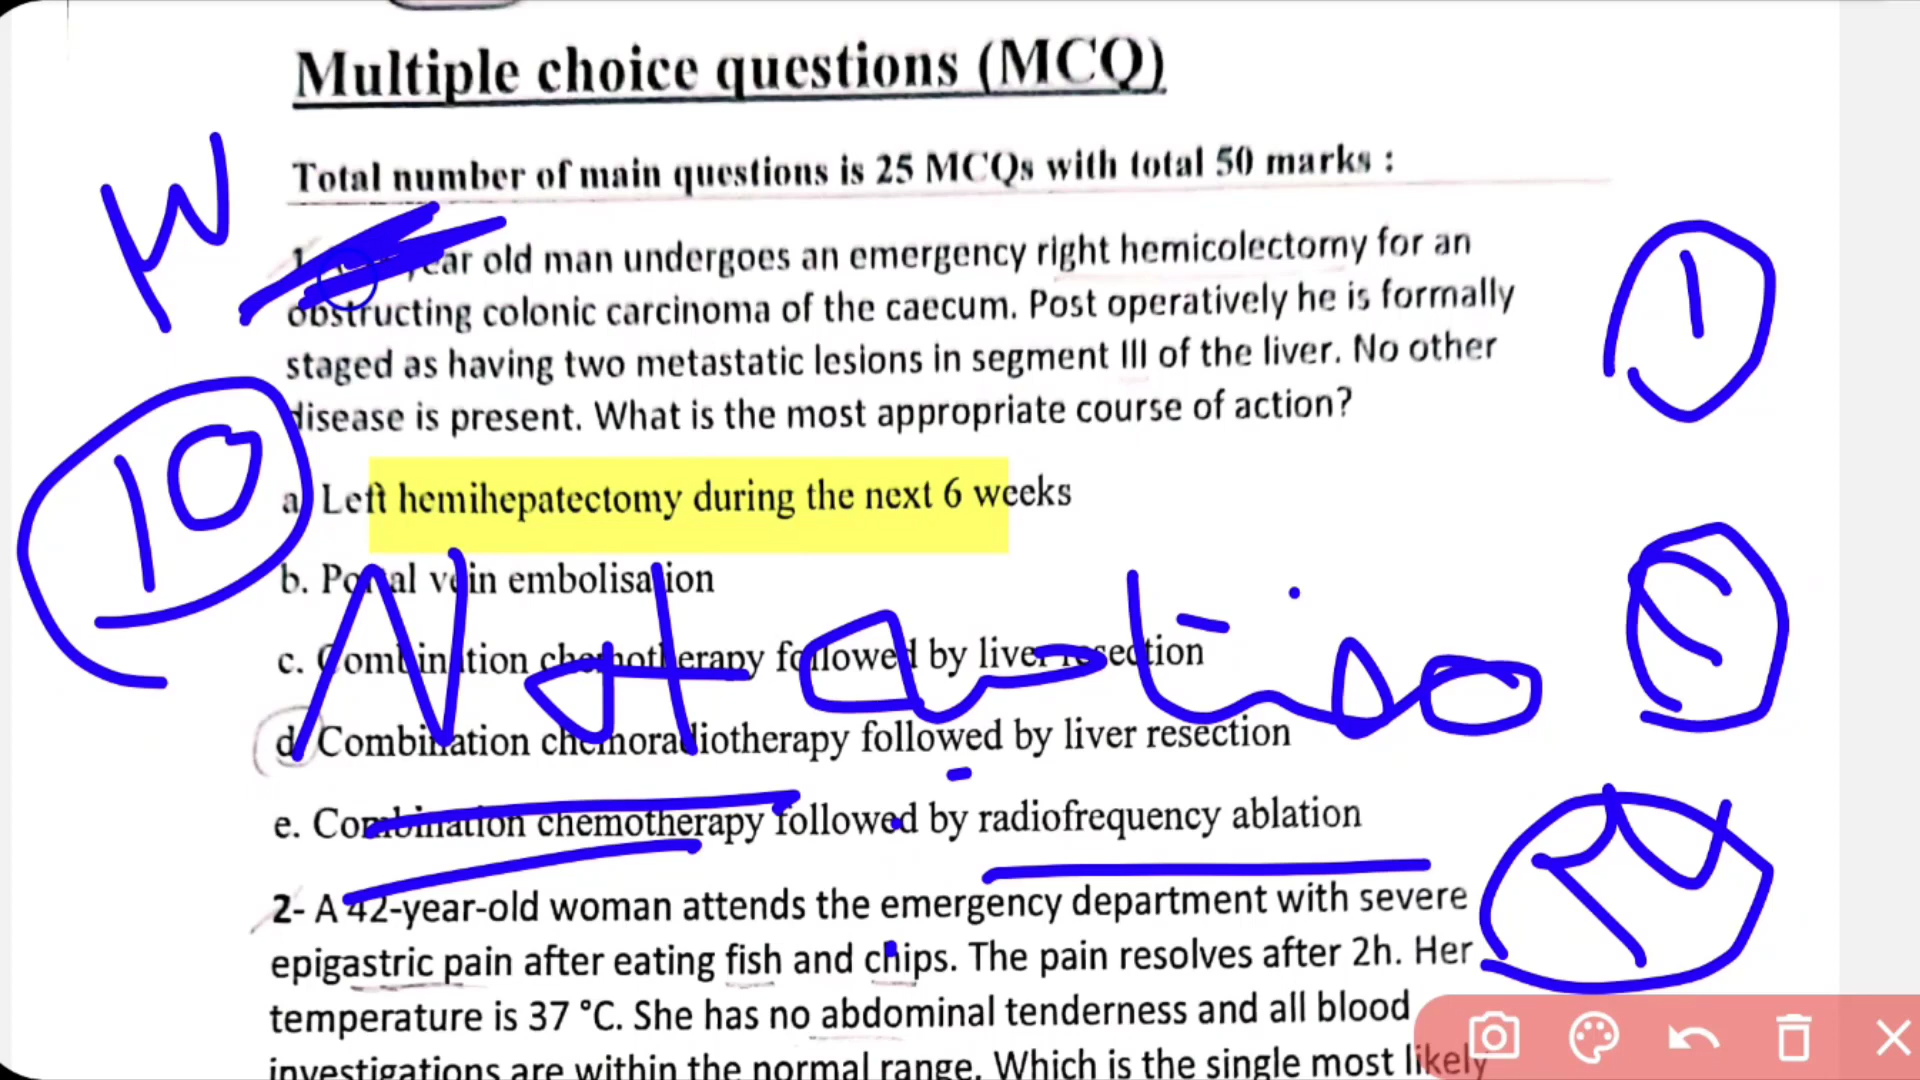 Multiple choice questions (MCQ)
Total number of main questions is 25 MCQs with total 50 marks :
old man undergoes an emergency right hemicolectomy for an
obstructing colonic carcinoma of the caecum. Post operatively he is formally
staged as having two metastatic lesions in segment III of the liver. No other
disease is present. What is the most appropriate course of action?
10
1
a. Left hemihepatectomy during the next 6 weeks
b. Portal vein embolisation
c. Combination chemotherapy followed by liver resection
d. Combination chemoradiotherapy followed by liver resection
e. Combination chemotherapy followed by radiofrequency ablation
2- A 42-year-old woman attends the emergency department with severe
epigastric pain after eating fish and chips. The pain resolves after 2h. Her
temperature is 37 °C. She has no abdominal tenderness and all blood
investigations are within the normal range. Which is the single most likely